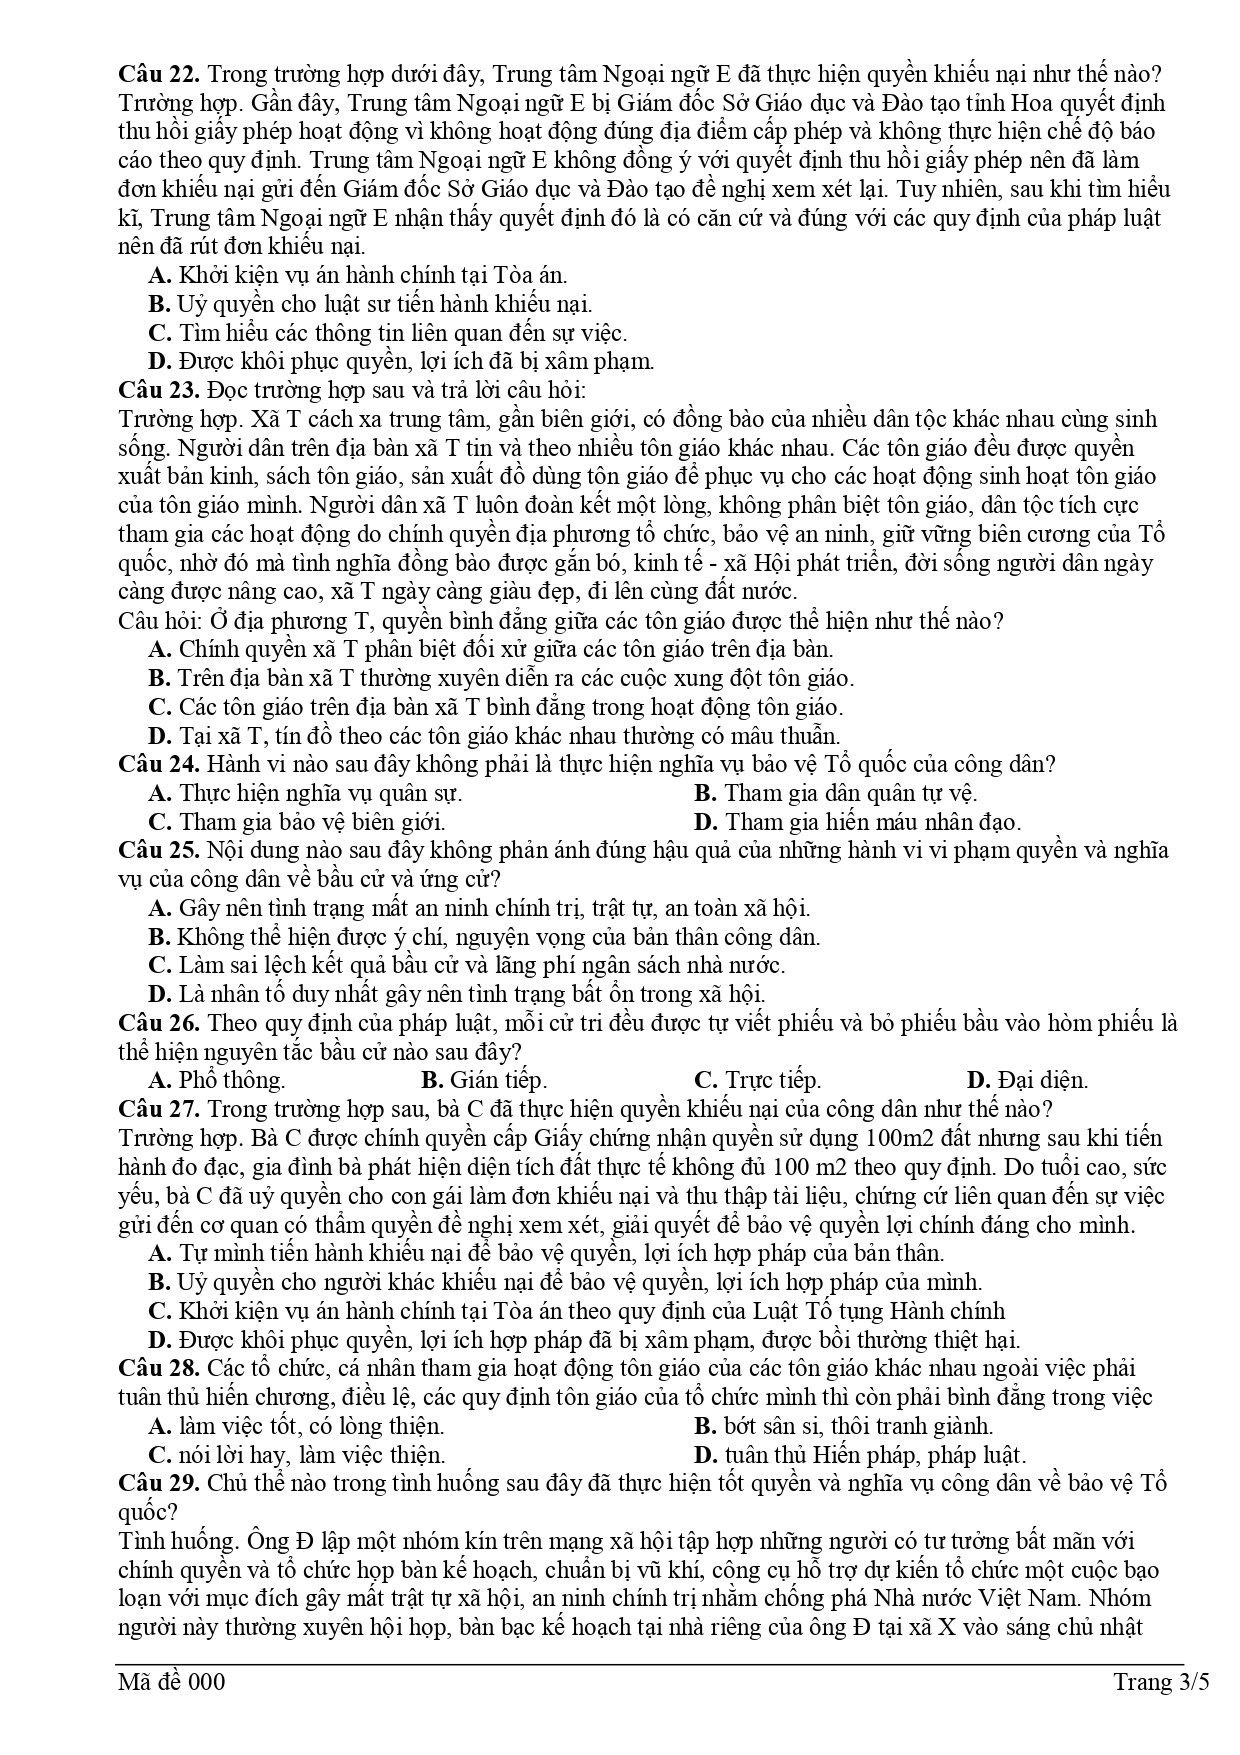 Câu 22. Trong trường hợp dưới đây, Trung tâm Ngoại ngữ E đã thực hiện quyền khiếu nại như thế nào?
Trường hợp. Gần đây, Trung tâm Ngoại ngữ E bị Giám đốc Sở Giáo dục và Đào tạo tỉnh Hoa quyết định
thu hồi giấy phép hoạt động vì không hoạt động đúng địa điểm cấp phép và không thực hiện chế độ báo
cáo theo quy định. Trung tâm Ngoại ngữ E không đồng ý với quyết định thu hồi giấy phép nên đã làm
đơn khiếu nại gửi đến Giám đốc Sở Giáo dục và Đào tạo đề nghị xem xét lại. Tuy nhiên, sau khi tìm hiểu
kĩ, Trung tâm Ngoại ngữ E nhận thấy quyết định đó là có căn cứ và đúng với các quy định của pháp luật
nên đã rút đơn khiếu nại.
A. Khởi kiện vụ án hành chính tại Tòa án.
B. Uỷ quyền cho luật sư tiến hành khiếu nại.
C. Tìm hiểu các thông tin liên quan đến sự việc.
D. Được khôi phục quyền, lợi ích đã bị xâm phạm.
Câu 23. Đọc trường hợp sau và trả lời câu hỏi:
Trường hợp. Xã T cách xa trung tâm, gần biên giới, có đồng bào của nhiều dân tộc khác nhau cùng sinh
sống. Người dân trên địa bàn xã T tin và theo nhiều tôn giáo khác nhau. Các tôn giáo đều được quyền
xuất bản kinh, sách tôn giáo, sản xuất đồ dùng tôn giáo để phục vụ cho các hoạt động sinh hoạt tôn giáo
của tôn giáo mình. Người dân xã T luôn đoàn kết một lòng, không phân biệt tôn giáo, dân tộc tích cực
tham gia các hoạt động do chính quyền địa phương tổ chức, bảo vệ an ninh, giữ vững biên cương của Tổ
quốc, nhờ đó mà tình nghĩa đồng bào được gắn bó, kinh tế - xã Hội phát triển, đời sống người dân ngày
càng được nâng cao, xã T ngày càng giàu đẹp, đi lên cùng đất nước.
Câu hỏi: Ở địa phương T, quyền bình đẳng giữa các tôn giáo được thể hiện như thế nào?
A. Chính quyền xã T phân biệt đối xử giữa các tôn giáo trên địa bàn.
B. Trên địa bàn xã T thường xuyên diễn ra các cuộc xung đột tôn giáo.
C. Các tôn giáo trên địa bàn xã T bình đẳng trong hoạt động tôn giáo.
D. Tại xã T, tín đồ theo các tôn giáo khác nhau thường có mâu thuẫn.
Câu 24. Hành vi nào sau đây không phải là thực hiện nghĩa vụ bảo vệ Tổ quốc của công dân?
A. Thực hiện nghĩa vụ quân sự. B. Tham gia dân quân tự vệ.
C. Tham gia bảo vệ biên giới. D. Tham gia hiến máu nhân đạo.
Câu 25. Nội dung nào sau đây không phản ánh đúng hậu quả của những hành vi vi phạm quyền và nghĩa
vụ của công dân về bầu cử và ứng cử?
A. Gây nên tình trạng mất an ninh chính trị, trật tự, an toàn xã hội.
B. Không thể hiện được ý chí, nguyện vọng của bản thân công dân.
C. Làm sai lệch kết quả bầu cử và lãng phí ngân sách nhà nước.
D. Là nhân tố duy nhất gây nên tình trạng bất ổn trong xã hội.
Câu 26. Theo quy định của pháp luật, mỗi cử tri đều được tự viết phiếu và bỏ phiếu bầu vào hòm phiếu là
thể hiện nguyên tắc bầu cử nào sau đây?
A. Phổ thông. B. Gián tiếp. C. Trực tiếp. D. Đại diện.
Câu 27. Trong trường hợp sau, bà C đã thực hiện quyền khiếu nại của công dân như thế nào?
Trường hợp. Bà C được chính quyền cấp Giấy chứng nhận quyền sử dụng 100m2 đất nhưng sau khi tiến
hành đo đạc, gia đình bà phát hiện diện tích đất thực tế không đủ 100 m2 theo quy định. Do tuổi cao, sức
yếu, bà C đã uỷ quyền cho con gái làm đơn khiếu nại và thu thập tài liệu, chứng cứ liên quan đến sự việc
gửi đến cơ quan có thẩm quyền đề nghị xem xét, giải quyết để bảo vệ quyền lợi chính đáng cho mình.
A. Tự mình tiến hành khiếu nại để bảo vệ quyền, lợi ích hợp pháp của bản thân.
B. Uỷ quyền cho người khác khiếu nại để bảo vệ quyền, lợi ích hợp pháp của mình.
C. Khởi kiện vụ án hành chính tại Tòa án theo quy định của Luật Tố tụng Hành chính
D. Được khôi phục quyền, lợi ích hợp pháp đã bị xâm phạm, được bồi thường thiệt hại.
Câu 28. Các tổ chức, cá nhân tham gia hoạt động tôn giáo của các tôn giáo khác nhau ngoài việc phải
tuân thủ hiến chương, điều lệ, các quy định tôn giáo của tổ chức mình thì còn phải bình đẳng trong việc
A. làm việc tốt, có lòng thiện. B. bớt sân si, thôi tranh giành.
C. nói lời hay, làm việc thiện. D. tuân thủ Hiến pháp, pháp luật.
Câu 29. Chủ thể nào trong tình huống sau đây đã thực hiện tốt quyền và nghĩa vụ công dân về bảo vệ Tổ
quốc?
Tình huống. Ông Đ lập một nhóm kín trên mạng xã hội tập hợp những người có tư tưởng bất mãn với
chính quyền và tổ chức họp bàn kế hoạch, chuẩn bị vũ khí, công cụ hỗ trợ dự kiến tổ chức một cuộc bạo
loạn với mục đích gây mất trật tự xã hội, an ninh chính trị nhằm chống phá Nhà nước Việt Nam. Nhóm
người này thường xuyên hội họp, bàn bạc kế hoạch tại nhà riêng của ông Đ tại xã X vào sáng chủ nhật
Mã đề 000 Trang 3/5